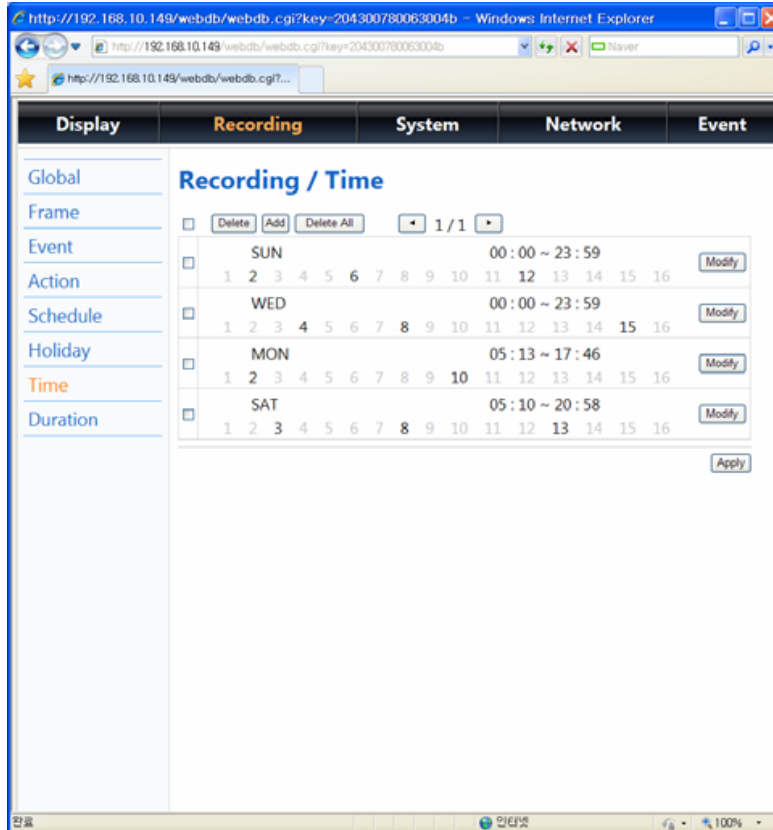 http://192.168.10.149/webdb/webdb.cgi?key=204300780063004b - Windows Internet Explorer
http://192.168.10.149/webdb/webdb.cgi?key=204300780063004b Naver
http://192.168.10.149/webdb/webdb.cgi?...
Display Recording System Network Event
Global
Frame
Event
Action
Schedule
Holiday
Time
Duration
Recording / Time
Delete Add Delete All 1 / 1
SUN 00 : 00 ~ 23 : 59
1 2 3 4 5 6 7 8 9 10 11 12 13 14 15 16 Modify
WED 00 : 00 ~ 23 : 59
1 2 3 4 5 6 7 8 9 10 11 12 13 14 15 16 Modify
MON 05 : 13 ~ 17 : 46
1 2 3 4 5 6 7 8 9 10 11 12 13 14 15 16 Modify
SAT 05 : 10 ~ 20 : 58
1 2 3 4 5 6 7 8 9 10 11 12 13 14 15 16 Modify
Apply
완료 인터넷 100%